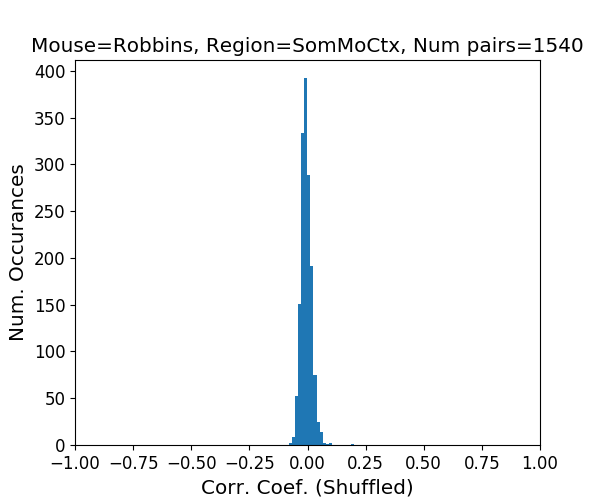 Mouse=Robbins, Region=SomMoCtx, Num pairs=1540
400
350
300
250
200
150
100
50
0
Num. Occurances
−1.00 −0.75 −0.50 −0.25 0.00 0.25 0.50 0.75 1.00
Corr. Coef. (Shuffled)